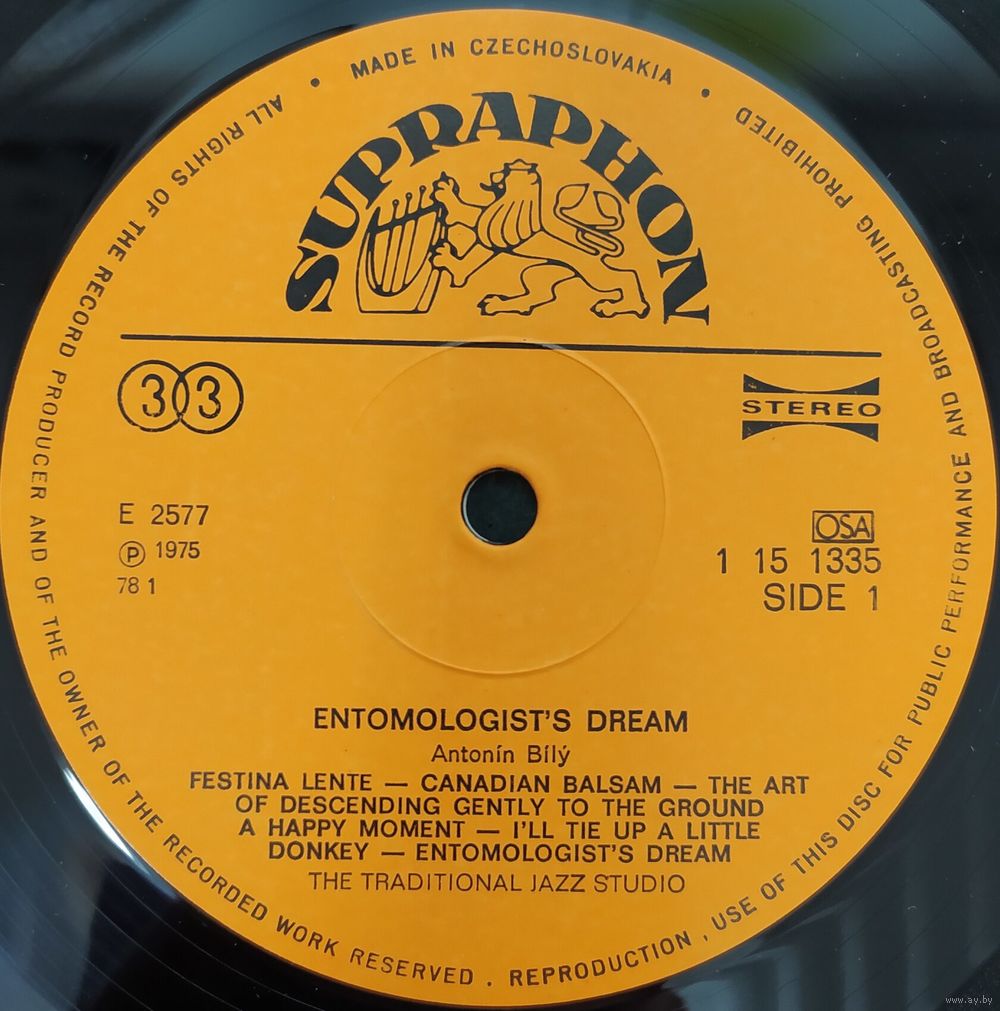 MADE IN CZECHOSLOVAKIA
ALL RIGHTS OF THE RECORD PRODUCER AND OF THE OWNER OF THE RECORDED WORK RESERVED . REPRODUCTION , USE OF THIS DISC FOR PUBLIC PERFORMANCE AND BROADCASTING PROHIBITED
SUPRAPHON
33
STEREO
E 2577
℗ 1975
78 1
OSA
1 15 1335
SIDE 1
ENTOMOLOGIST'S DREAM
Antonín Bílý
FESTINA LENTE — CANADIAN BALSAM — THE ART
OF DESCENDING GENTLY TO THE GROUND
A HAPPY MOMENT — I'LL TIE UP A LITTLE
DONKEY — ENTOMOLOGIST'S DREAM
THE TRADITIONAL JAZZ STUDIO
www.ay.by